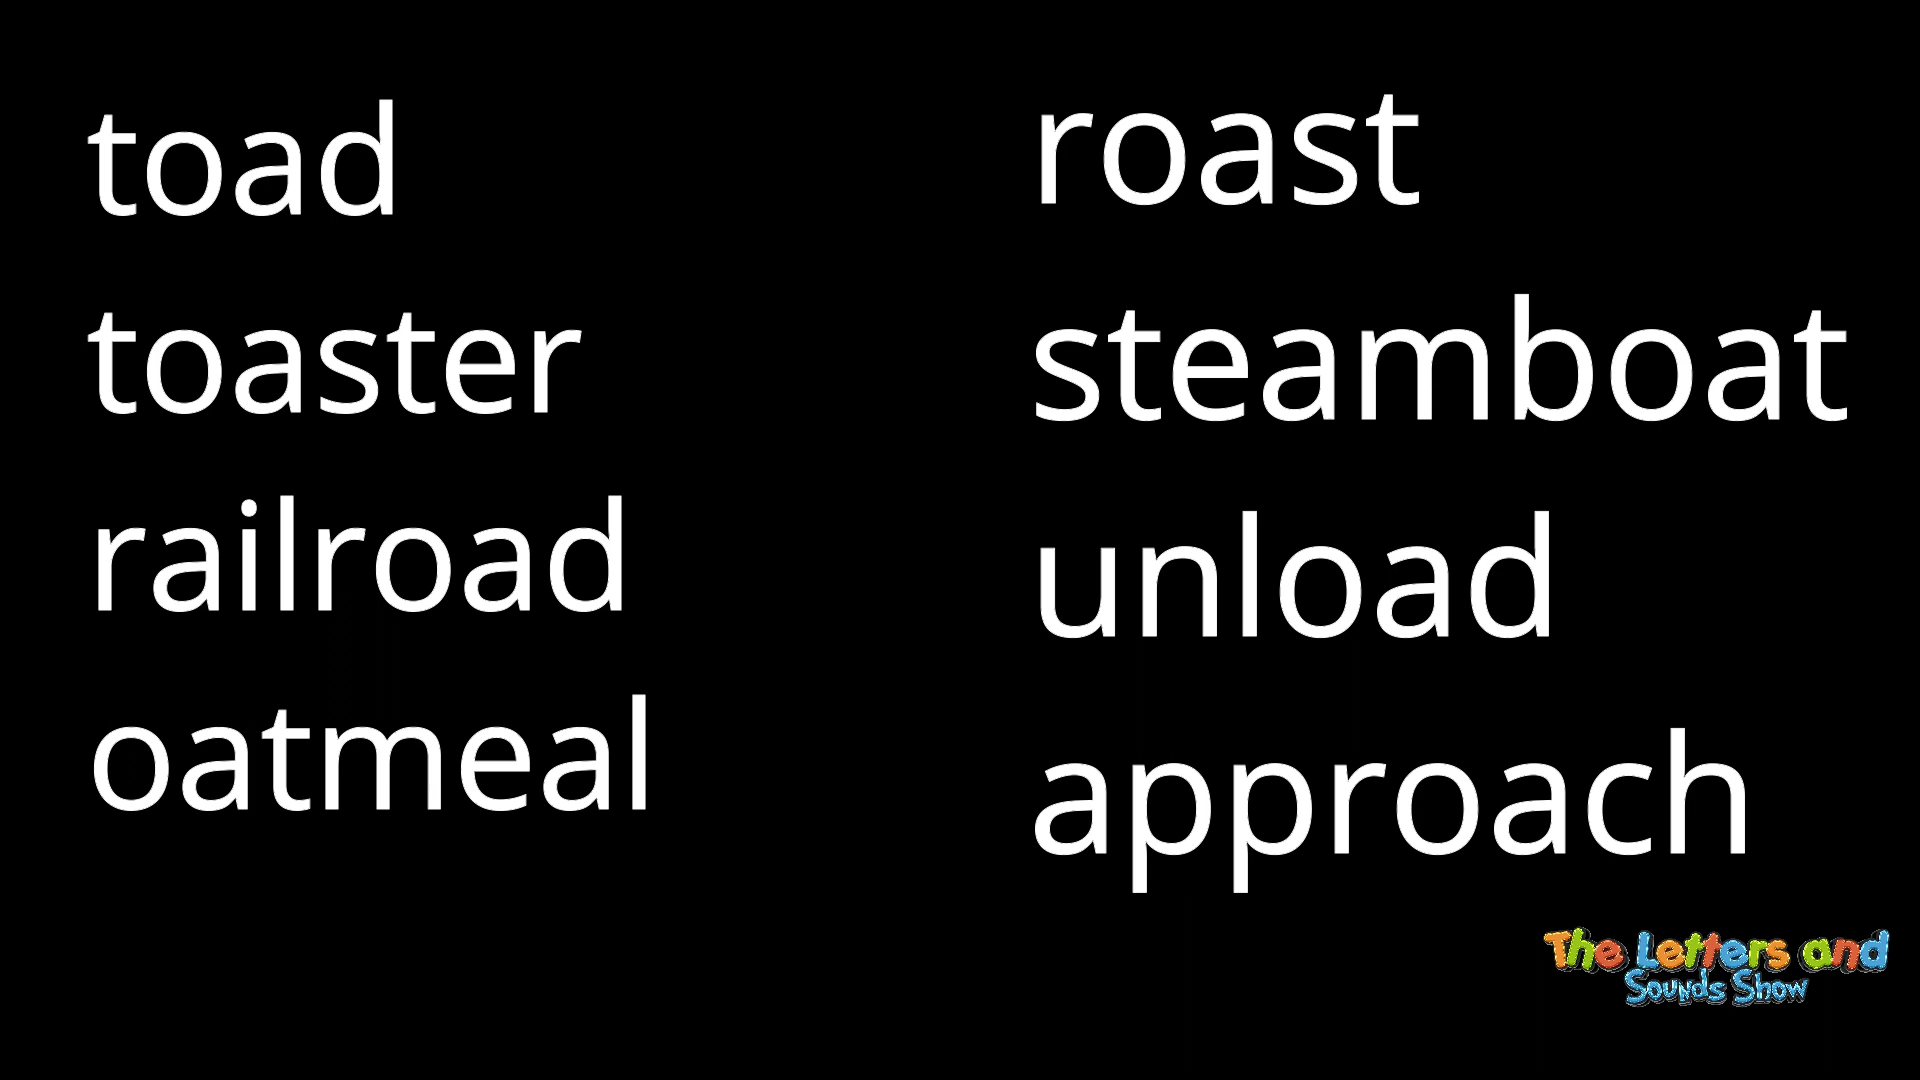 toad
toaster
railroad
oatmeal
roast
steamboat
unload
approach
The Letters and
Sounds Show